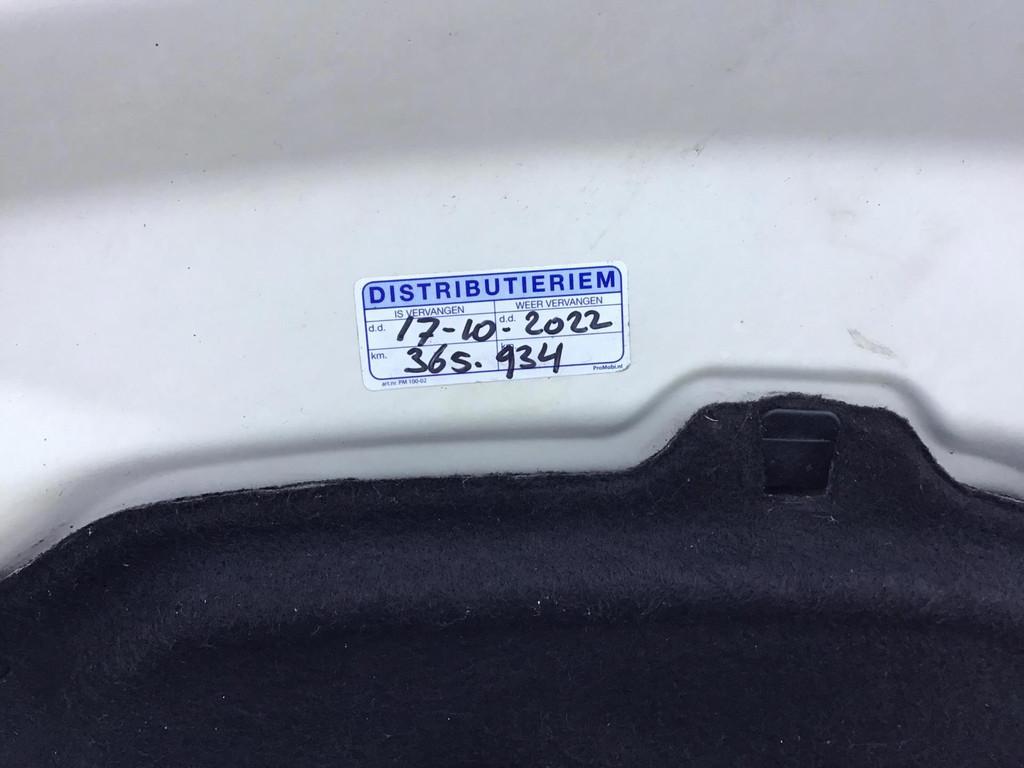 DISTRIBUTIERIEM
IS VERVANGEN WEER VERVANGEN
d.d. 17-10-2022 d.d.
km. 365.934
art.nr. PM 100-02 ProMobi.nl